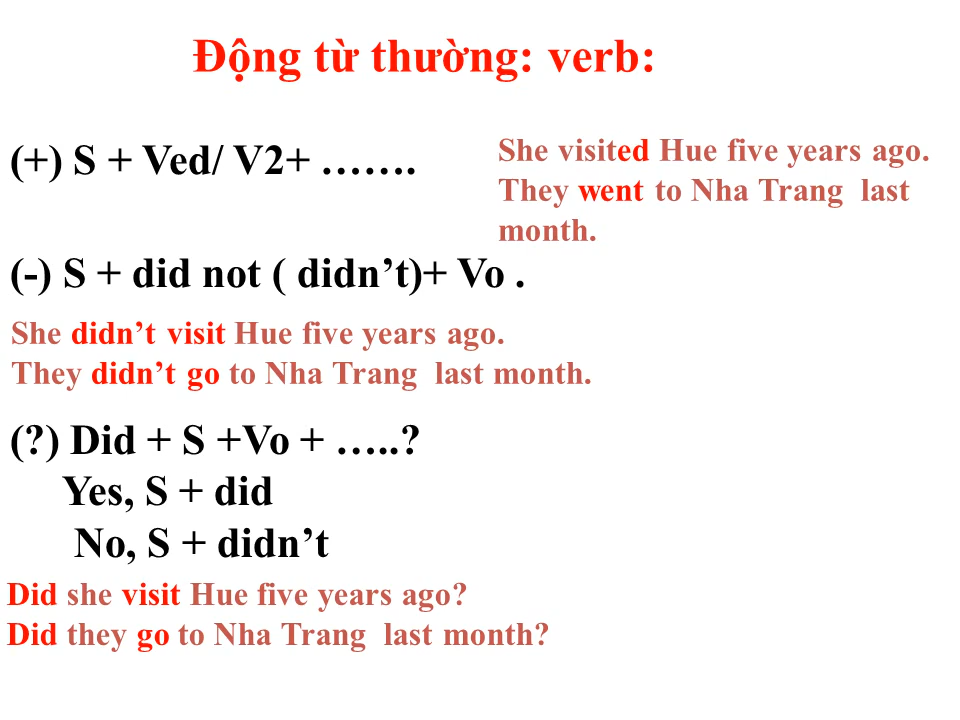 Động từ thường: verb:
(+) S + Ved/ V2+ …….
She visited Hue five years ago.
They went to Nha Trang last
month.
(-) S + did not ( didn’t)+ Vo .
She didn’t visit Hue five years ago.
They didn’t go to Nha Trang last month.
(?) Did + S +Vo + …..?
Yes, S + did
No, S + didn’t
Did she visit Hue five years ago?
Did they go to Nha Trang last month?